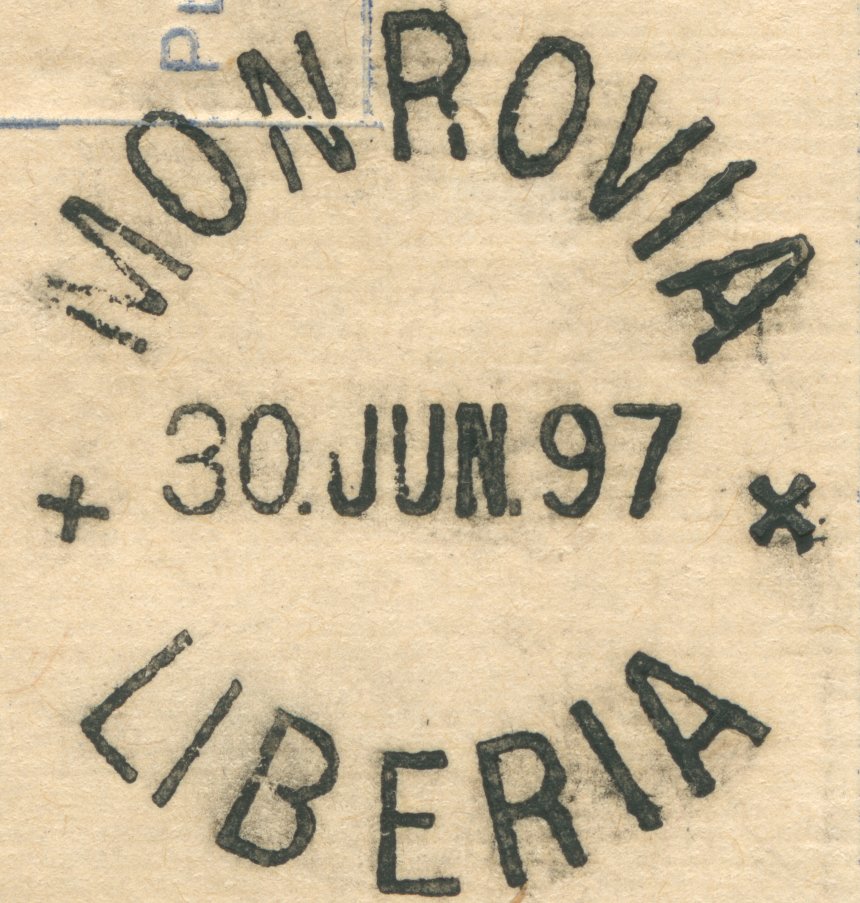 MONROVIA
30.JUN.97
+ x
LIBERIA